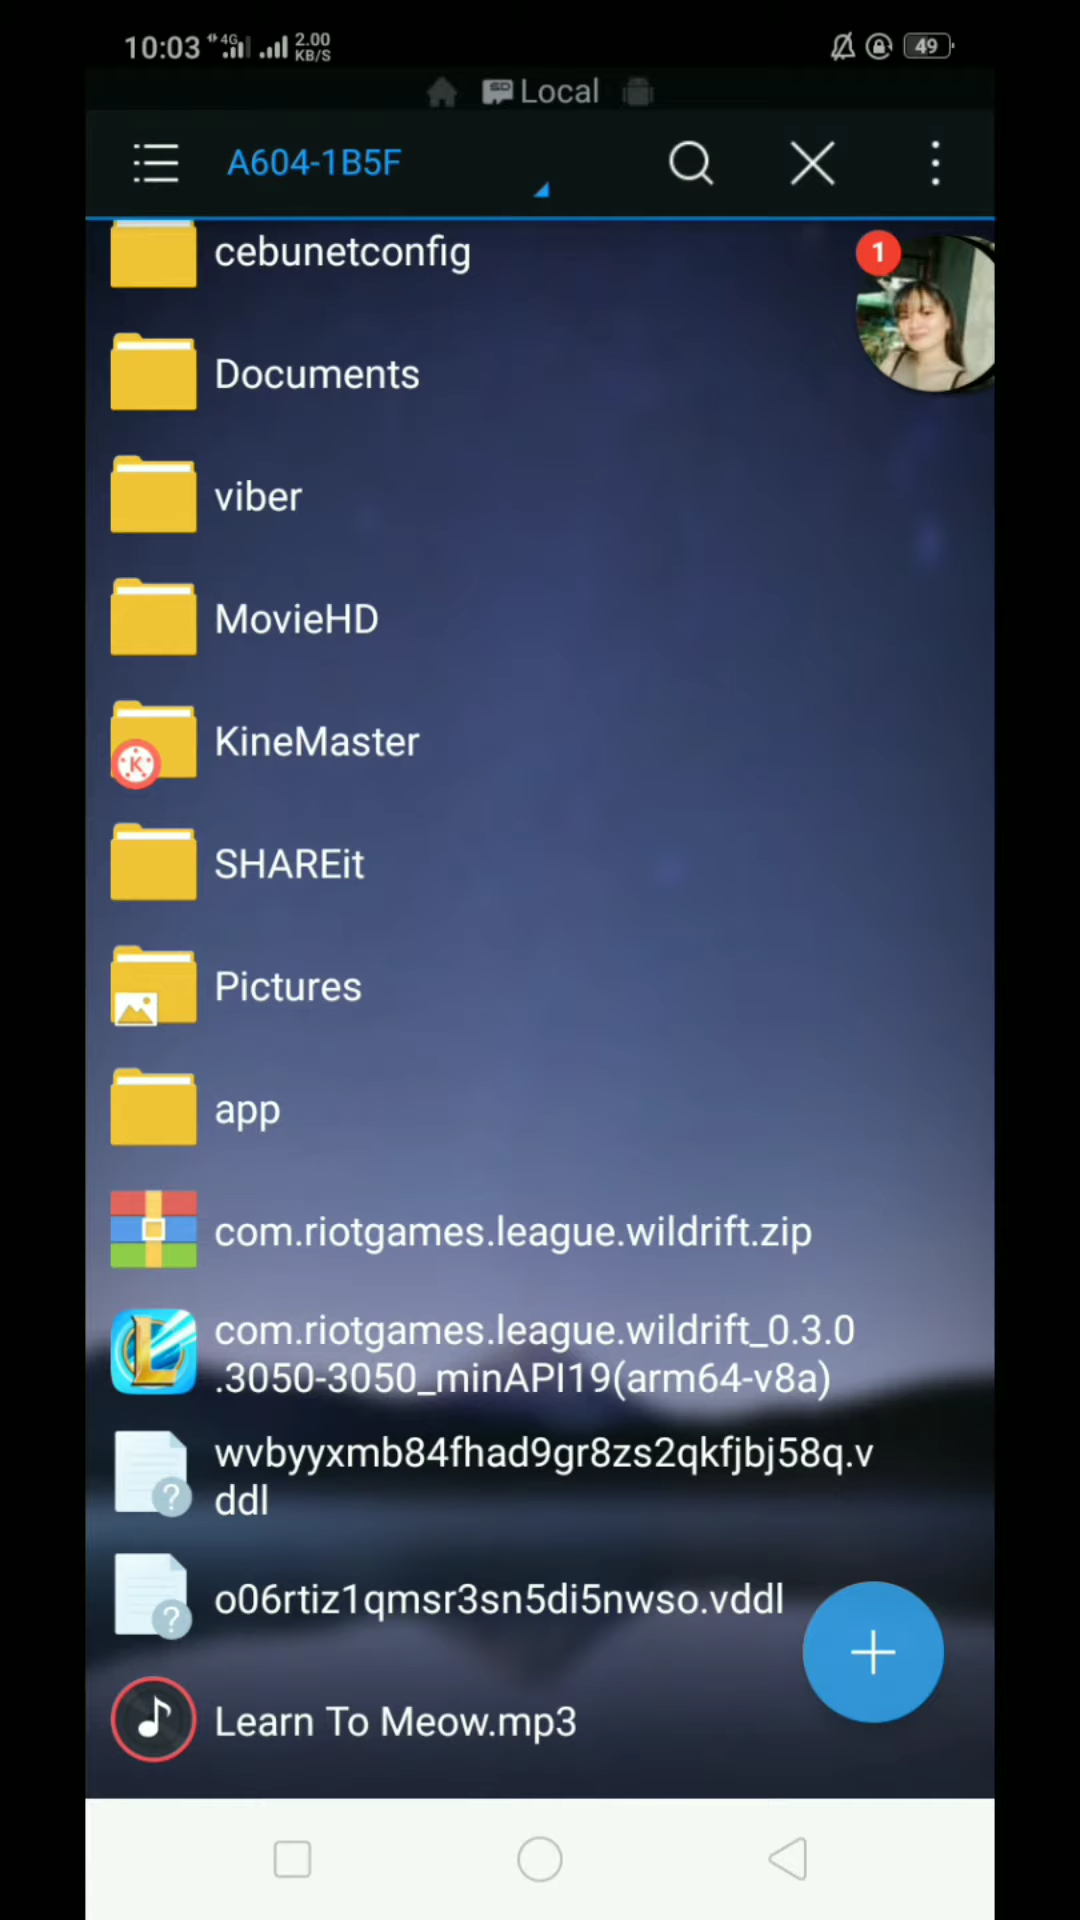 10:03 4G 2.00 KB/S 49
Local
A604-1B5F
cebunetconfig
1
Documents
viber
MovieHD
KineMaster
SHAREit
Pictures
app
com.riotgames.league.wildrift.zip
com.riotgames.league.wildrift_0.3.0
.3050-3050_minAPI19(arm64-v8a)
wvbyyxmb84fhad9gr8zs2qkfjbj58q.v
ddl
o06rtiz1qmsr3sn5di5nwso.vddl
Learn To Meow.mp3